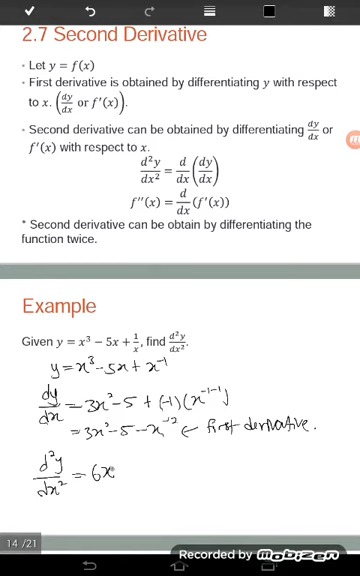 2.7 Second Derivative
• Let y = f(x)
• First derivative is obtained by differentiating y with respect
to x. (dy/dx or f′(x)).
• Second derivative can be obtained by differentiating dy/dx or
f′(x) with respect to x.
d²y/dx² = d/dx (dy/dx)
f″(x) = d/dx (f′(x))
* Second derivative can be obtain by differentiating the
function twice.
Example
Given y = x³ − 5x + 1/x, find d²y/dx².
y = x³ − 5x + x⁻¹
dy/dx = 3x² − 5 + (−1)(x⁻¹⁻¹)
= 3x² − 5 − x⁻² ← first derivative.
d²y/dx² = 6x
14 /21
Recorded by mobizen